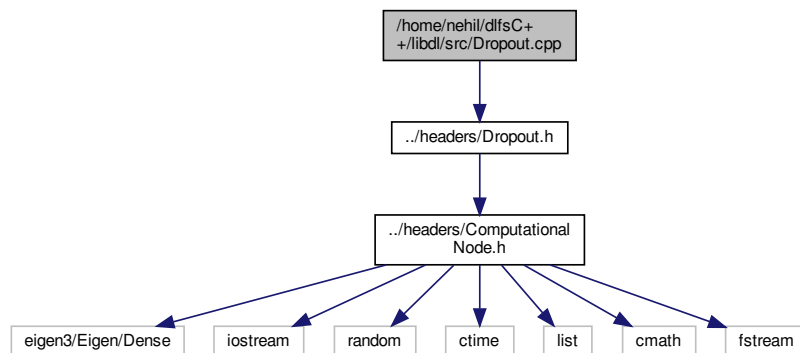 /home/nehil/dlfsC+
+/libdl/src/Dropout.cpp
../headers/Dropout.h
../headers/Computational
Node.h
eigen3/Eigen/Dense
iostream
random
ctime
list
cmath
fstream